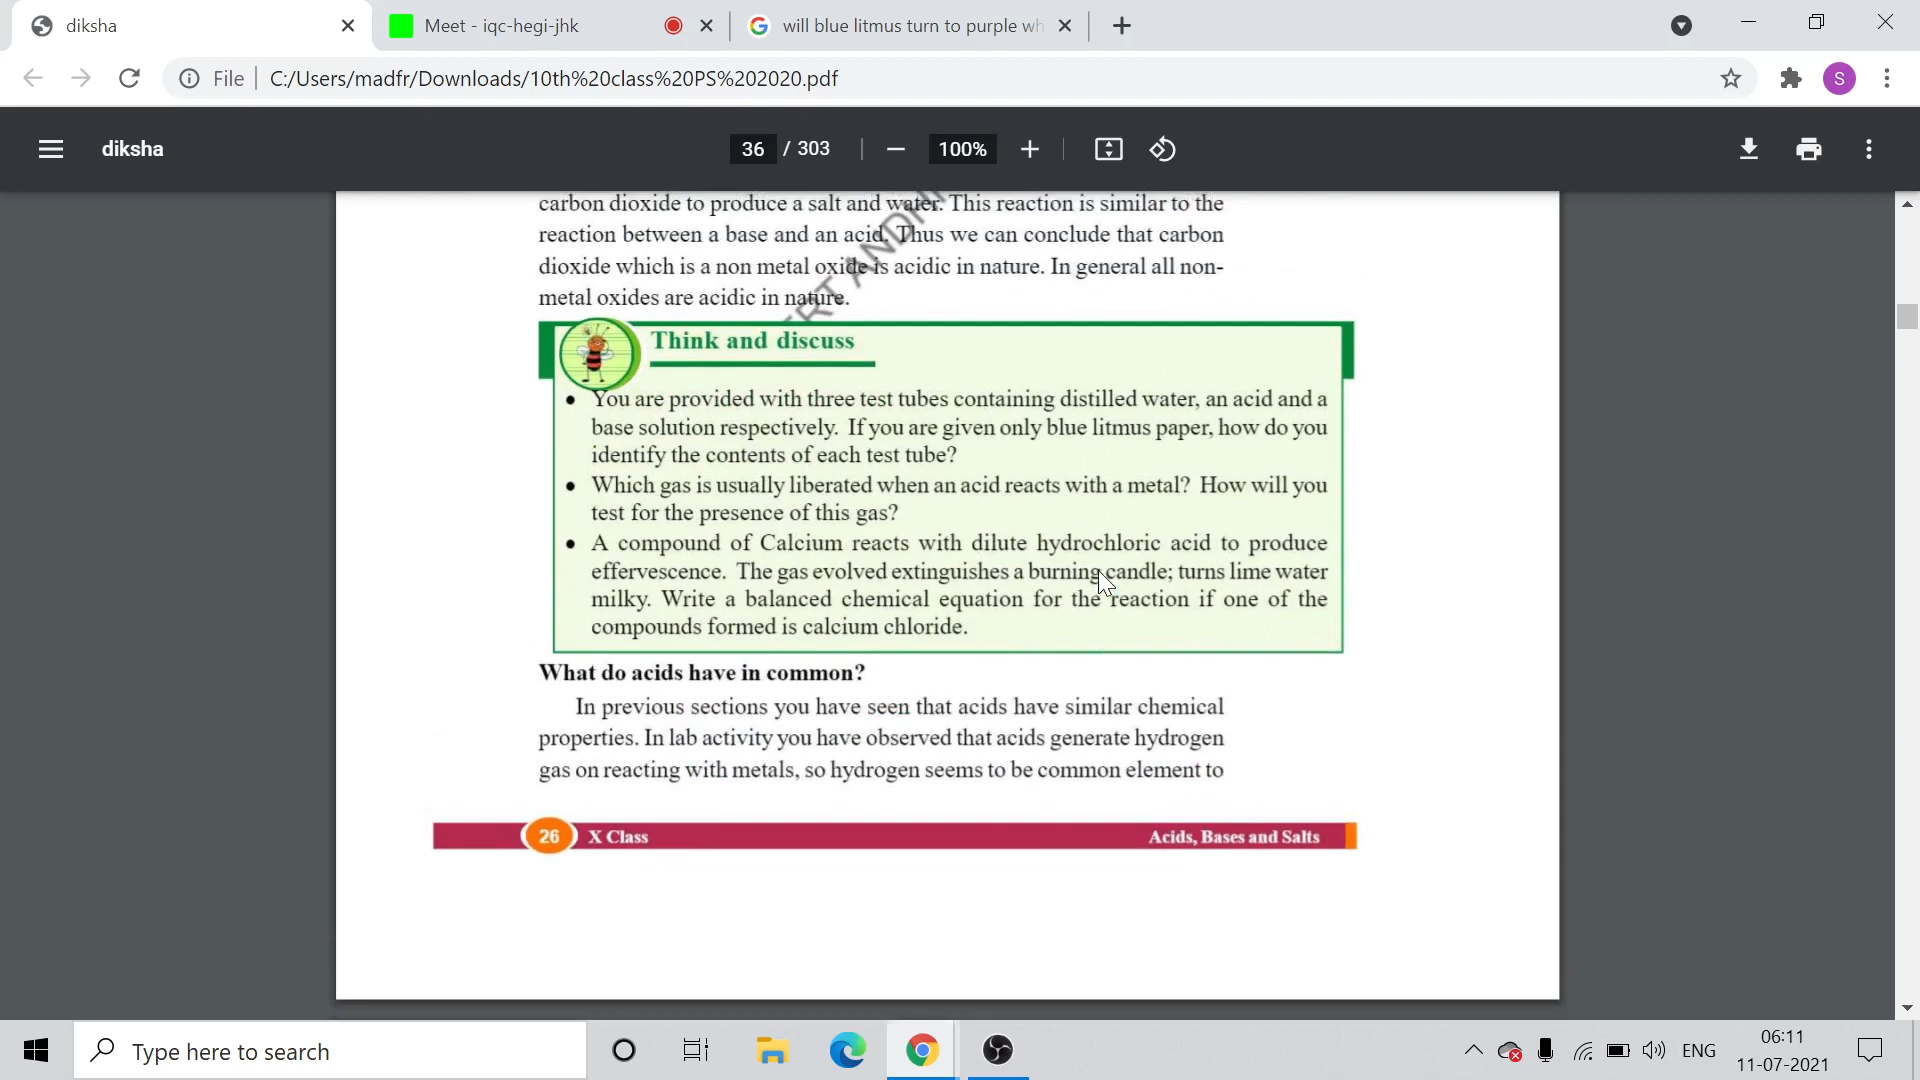 diksha
Meet - iqc-hegi-jhk
will blue litmus turn to purple wh
File
C:/Users/madfr/Downloads/10th%20class%20PS%202020.pdf
S
diksha
36 / 303
100%
carbon dioxide to produce a salt and water. This reaction is similar to the
reaction between a base and an acid. Thus we can conclude that carbon
dioxide which is a non metal oxide is acidic in nature. In general all non-
metal oxides are acidic in nature.
Think and discuss
• You are provided with three test tubes containing distilled water, an acid and a
base solution respectively. If you are given only blue litmus paper, how do you
identify the contents of each test tube?
• Which gas is usually liberated when an acid reacts with a metal? How will you
test for the presence of this gas?
• A compound of Calcium reacts with dilute hydrochloric acid to produce
effervescence. The gas evolved extinguishes a burning candle; turns lime water
milky. Write a balanced chemical equation for the reaction if one of the
compounds formed is calcium chloride.
What do acids have in common?
In previous sections you have seen that acids have similar chemical
properties. In lab activity you have observed that acids generate hydrogen
gas on reacting with metals, so hydrogen seems to be common element to
26 X Class
Acids, Bases and Salts
Type here to search
ENG
06:11
11-07-2021